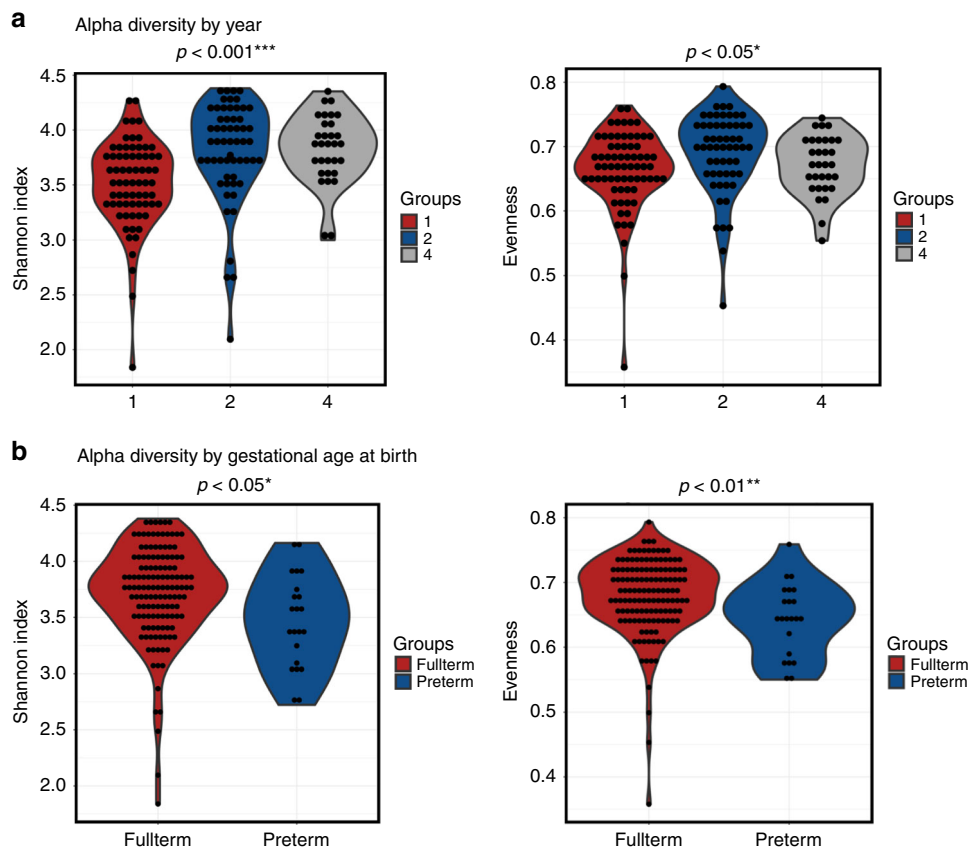 a
Alpha diversity by year
p < 0.001***
Shannon index
4.5
4.0
3.5
3.0
2.5
2.0
1 2 4
Groups
1
2
4
p < 0.05*
Evenness
0.8
0.7
0.6
0.5
0.4
1 2 4
Groups
1
2
4
b
Alpha diversity by gestational age at birth
p < 0.05*
Shannon index
4.5
4.0
3.5
3.0
2.5
2.0
Fullterm Preterm
Groups
Fullterm
Preterm
p < 0.01**
Evenness
0.8
0.7
0.6
0.5
0.4
Fullterm Preterm
Groups
Fullterm
Preterm